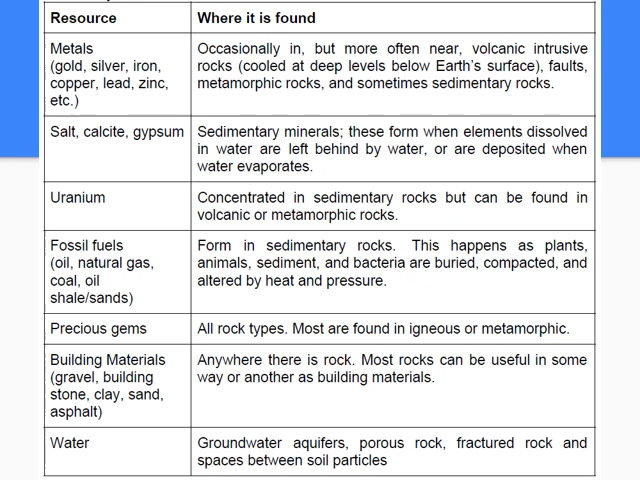 Resource
Where it is found
Metals
(gold, silver, iron,
copper, lead, zinc,
etc.)
Occasionally in, but more often near, volcanic intrusive
rocks (cooled at deep levels below Earth's surface), faults,
metamorphic rocks, and sometimes sedimentary rocks.
Salt, calcite, gypsum
Sedimentary minerals; these form when elements dissolved
in water are left behind by water, or are deposited when
water evaporates.
Uranium
Concentrated in sedimentary rocks but can be found in
volcanic or metamorphic rocks.
Fossil fuels
(oil, natural gas,
coal, oil
shale/sands)
Form in sedimentary rocks. This happens as plants,
animals, sediment, and bacteria are buried, compacted, and
altered by heat and pressure.
Precious gems
All rock types. Most are found in igneous or metamorphic.
Building Materials
(gravel, building
stone, clay, sand,
asphalt)
Anywhere there is rock. Most rocks can be useful in some
way or another as building materials.
Water
Groundwater aquifers, porous rock, fractured rock and
spaces between soil particles